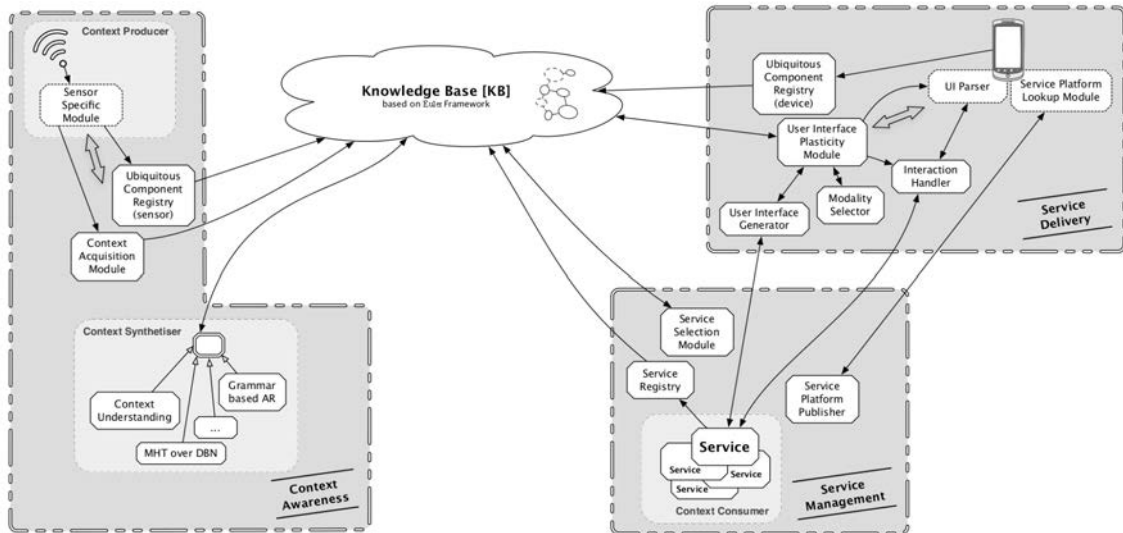 Context Producer
Sensor
Specific
Module
Ubiquitous
Component
Registry
(sensor)
Context
Acquisition
Module
Context Synthetiser
Grammar
based AR
Context
Understanding
...
MHT over DBN
Context
Awareness
Knowledge Base [KB]
based on Euler Framework
Ubiquitous
Component
Registry
(device)
UI Parser
Service Platform
Lookup Module
User Interface
Plasticity
Module
Interaction
Handler
User Interface
Generator
Modality
Selector
Service
Delivery
Service
Selection
Module
Service
Registry
Service
Platform
Publisher
Service
Service
Service
Service
Context Consumer
Service
Management